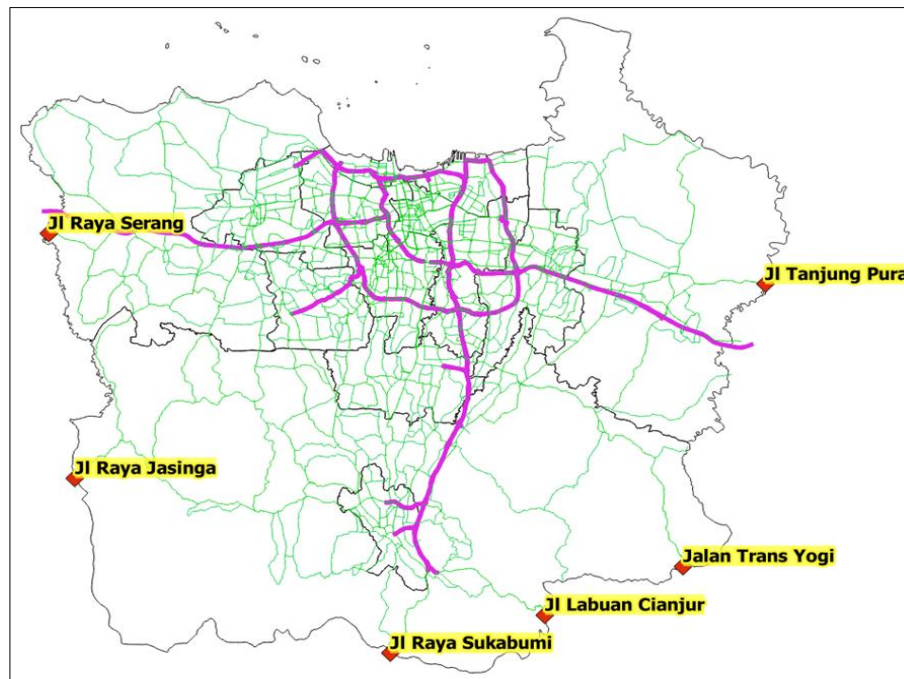 Jl Raya Serang
Jl Tanjung Pura
Jl Raya Jasinga
Jalan Trans Yogi
Jl Labuan Cianjur
Jl Raya Sukabumi